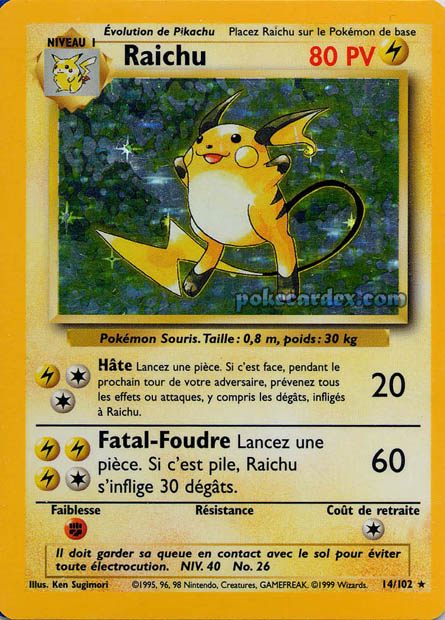 Évolution de Pikachu Placez Raichu sur le Pokémon de base
NIVEAU I
Raichu 80 PV
pokecardex.com
Pokémon Souris. Taille : 0,8 m, poids : 30 kg
Hâte Lancez une pièce. Si c'est face, pendant le
prochain tour de votre adversaire, prévenez tous
les effets ou attaques, y compris les dégâts, infligés
à Raichu.
20
Fatal-Foudre Lancez une
pièce. Si c'est pile, Raichu
s'inflige 30 dégâts.
60
Faiblesse Résistance Coût de retraite
Il doit garder sa queue en contact avec le sol pour éviter
toute électrocution. NIV. 40 No. 26
Illus. Ken Sugimori ©1995, 96, 98 Nintendo, Creatures, GAMEFREAK. ©1999 Wizards. 14/102 ★